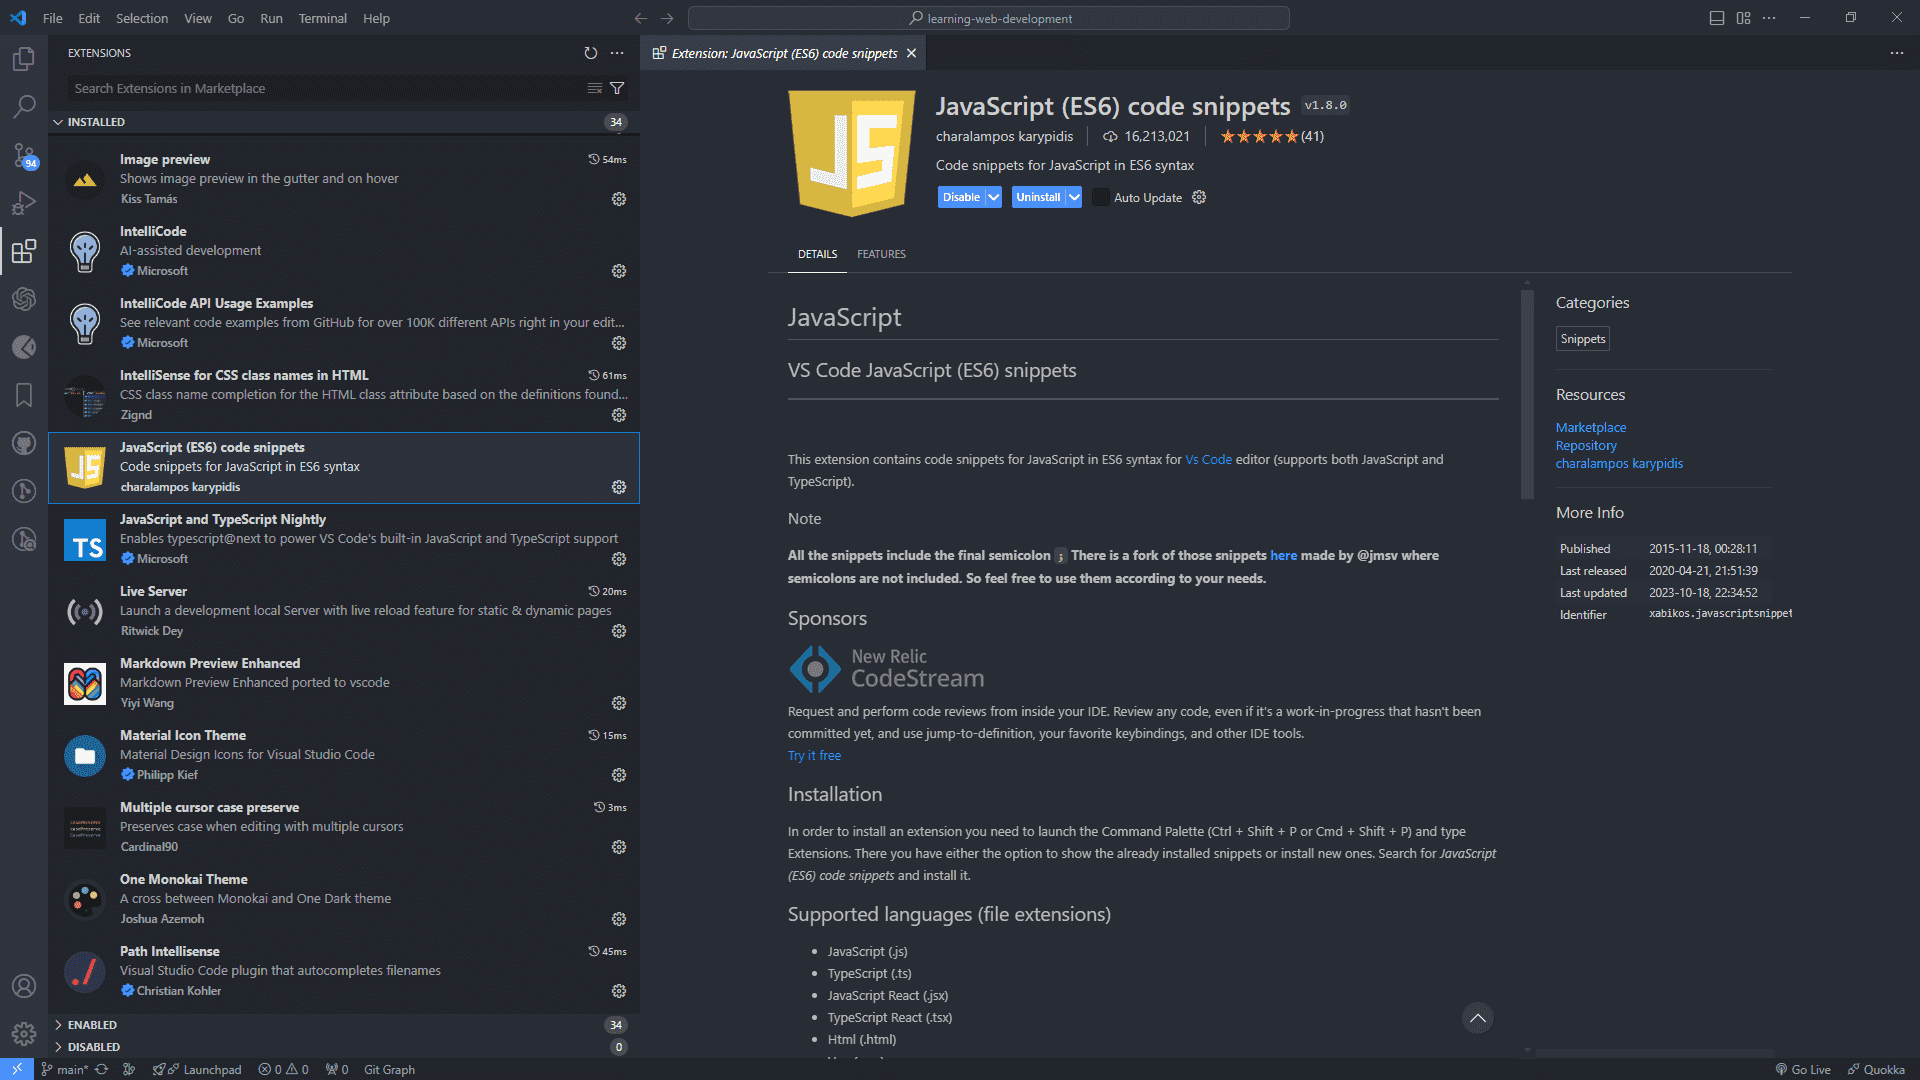 File Edit Selection View Go Run Terminal Help
learning-web-development
EXTENSIONS
Search Extensions in Marketplace
INSTALLED 34
Image preview 54ms
Shows image preview in the gutter and on hover
Kiss Tamás
IntelliCode
AI-assisted development
Microsoft
IntelliCode API Usage Examples
See relevant code examples from GitHub for over 100K different APIs right in your edit...
Microsoft
IntelliSense for CSS class names in HTML 61ms
CSS class name completion for the HTML class attribute based on the definitions found...
Zignd
JavaScript (ES6) code snippets
Code snippets for JavaScript in ES6 syntax
charalampos karypidis
JavaScript and TypeScript Nightly
Enables typescript@next to power VS Code's built-in JavaScript and TypeScript support
Microsoft
Live Server 20ms
Launch a development local Server with live reload feature for static & dynamic pages
Ritwick Dey
Markdown Preview Enhanced
Markdown Preview Enhanced ported to vscode
Yiyi Wang
Material Icon Theme 15ms
Material Design Icons for Visual Studio Code
Philipp Kief
Multiple cursor case preserve 3ms
Preserves case when editing with multiple cursors
Cardinal90
One Monokai Theme
A cross between Monokai and One Dark theme
Joshua Azemoh
Path Intellisense 45ms
Visual Studio Code plugin that autocompletes filenames
Christian Kohler
ENABLED 34
DISABLED 0
94
JS
TS
Extension: JavaScript (ES6) code snippets
JS
JavaScript (ES6) code snippets v1.8.0
charalampos karypidis 16,213,021 (41)
Code snippets for JavaScript in ES6 syntax
Disable Uninstall Auto Update
DETAILS FEATURES
JavaScript
VS Code JavaScript (ES6) snippets
This extension contains code snippets for JavaScript in ES6 syntax for Vs Code editor (supports both JavaScript and
TypeScript).
Note
All the snippets include the final semicolon ; There is a fork of those snippets here made by @jmsv where
semicolons are not included. So feel free to use them according to your needs.
Sponsors
New Relic
CodeStream
Request and perform code reviews from inside your IDE. Review any code, even if it's a work-in-progress that hasn't been
committed yet, and use jump-to-definition, your favorite keybindings, and other IDE tools.
Try it free
Installation
In order to install an extension you need to launch the Command Palette (Ctrl + Shift + P or Cmd + Shift + P) and type
Extensions. There you have either the option to show the already installed snippets or install new ones. Search for JavaScript
(ES6) code snippets and install it.
Supported languages (file extensions)
JavaScript (.js)
TypeScript (.ts)
JavaScript React (.jsx)
TypeScript React (.tsx)
Html (.html)
Categories
Snippets
Resources
Marketplace
Repository
charalampos karypidis
More Info
Published 2015-11-18, 00:28:11
Last released 2020-04-21, 21:51:39
Last updated 2023-10-18, 22:34:52
Identifier xabikos.javascriptsnippet
main* Launchpad 0 0 0 Git Graph
Go Live Quokka